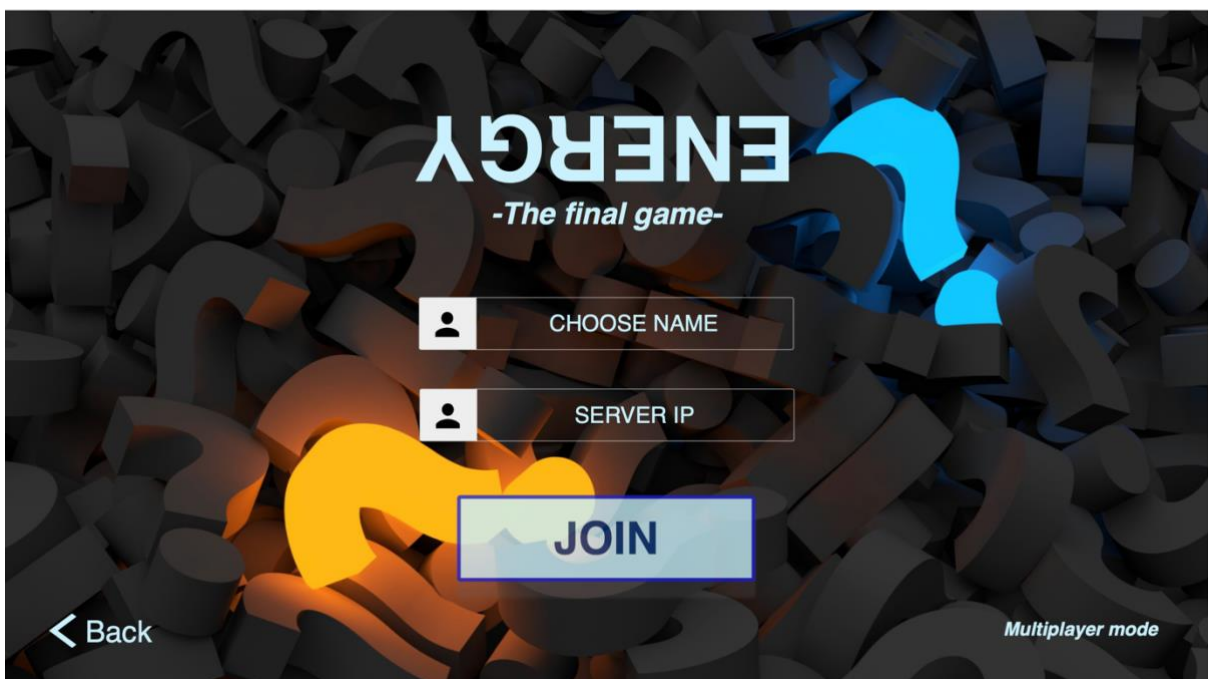 ENERGY
-The final game-
CHOOSE NAME
SERVER IP
JOIN
Back
Multiplayer mode